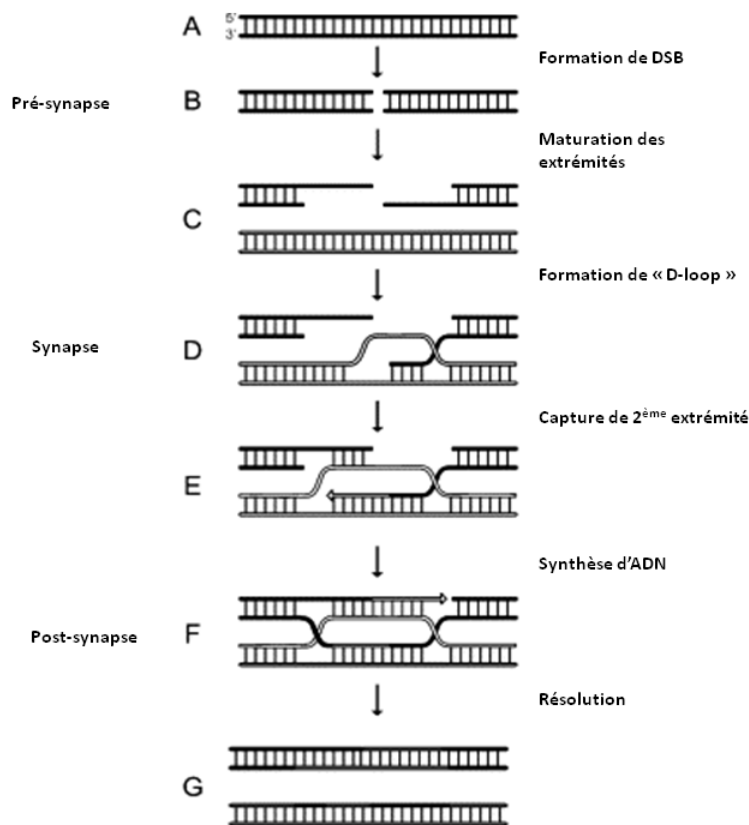 A
5'
3'
Formation de DSB
Pré-synapse
B
Maturation des
extrémités
C
Formation de « D-loop »
Synapse
D
Capture de 2ème extrémité
E
Synthèse d'ADN
Post-synapse
F
Résolution
G